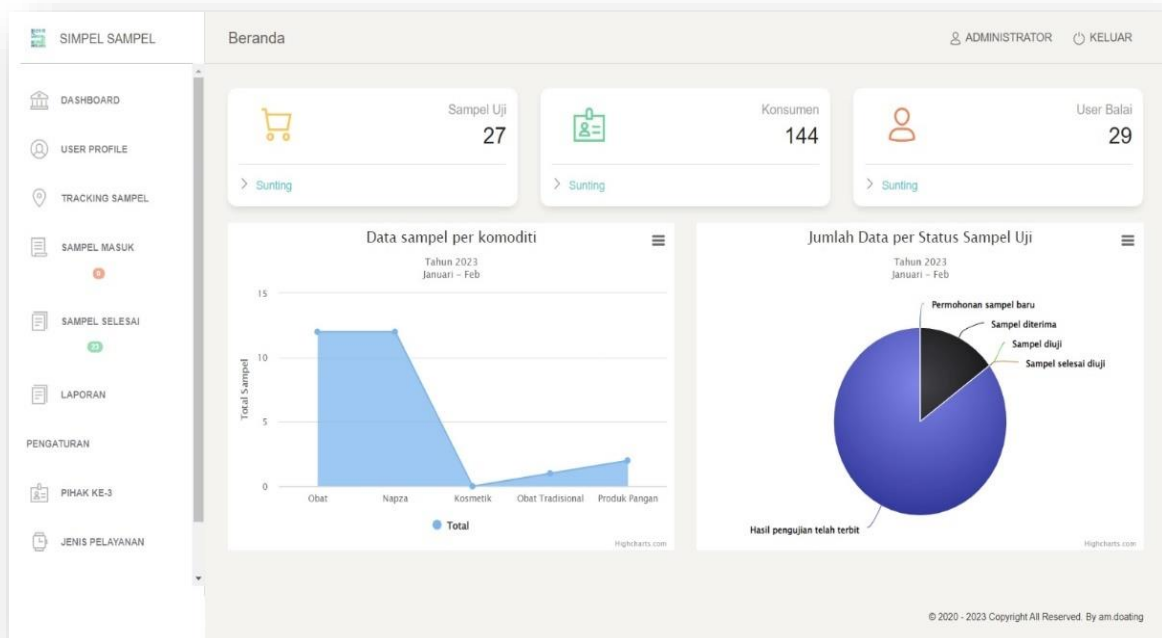 SIMPEL SAMPEL
Beranda
ADMINISTRATOR
KELUAR
DASHBOARD
USER PROFILE
TRACKING SAMPEL
SAMPEL MASUK
0
SAMPEL SELESAI
23
LAPORAN
PENGATURAN
PIHAK KE-3
JENIS PELAYANAN
Sampel Uji
27
Sunting
Konsumen
144
Sunting
User Balai
29
Sunting
Data sampel per komoditi
Tahun 2023
Januari - Feb
Total Sampel
15
10
5
0
Obat Napza Kosmetik Obat Tradisional Produk Pangan
Total
Highcharts.com
Jumlah Data per Status Sampel Uji
Tahun 2023
Januari - Feb
Permohonan sampel baru
Sampel diterima
Sampel diuji
Sampel selesai diuji
Hasil pengujian telah terbit
Highcharts.com
© 2020 - 2023 Copyright All Reserved. By am.doating